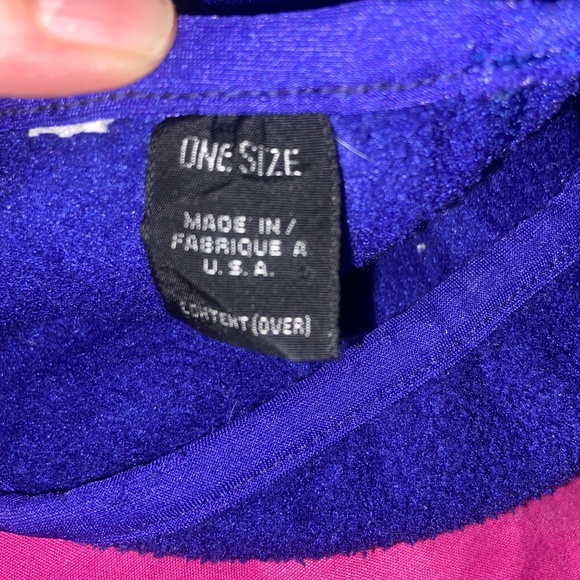 ONE SIZE
MADE IN /
FABRIQUE A
U.S.A.
CONTENT (OVER)